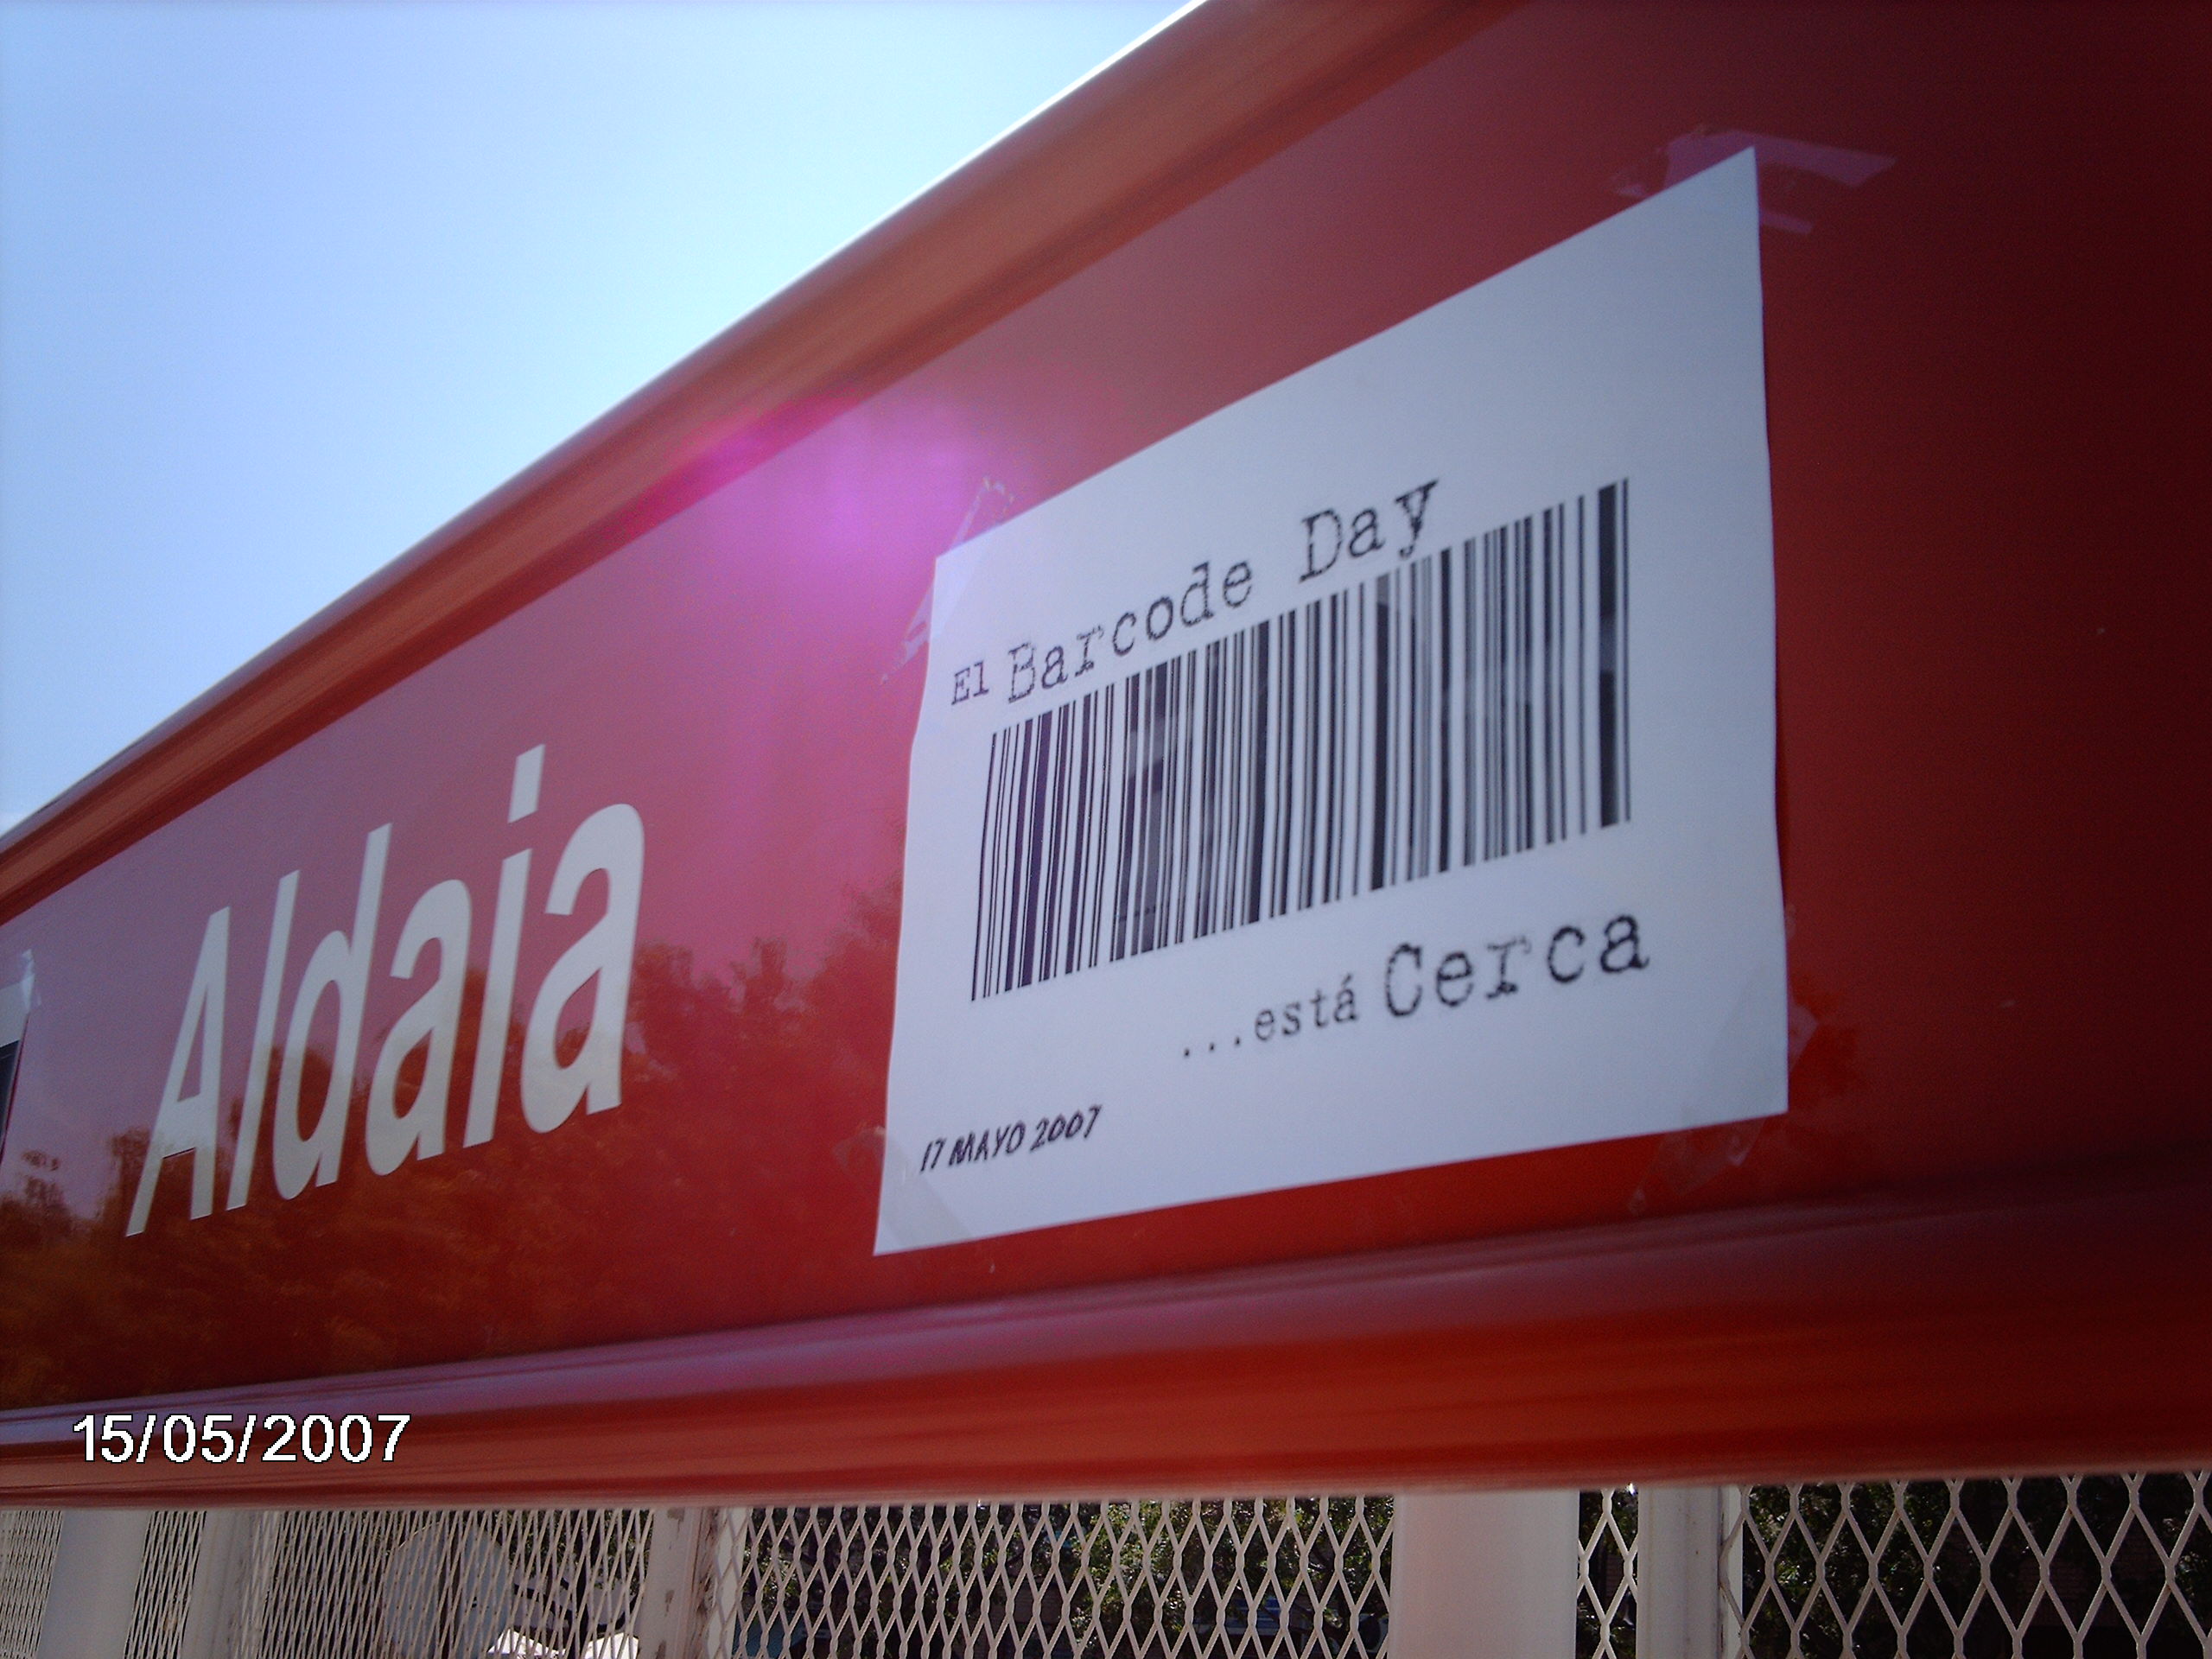 Aldaia
El Barcode Day
...está Cerca
17 MAYO 2007
15/05/2007